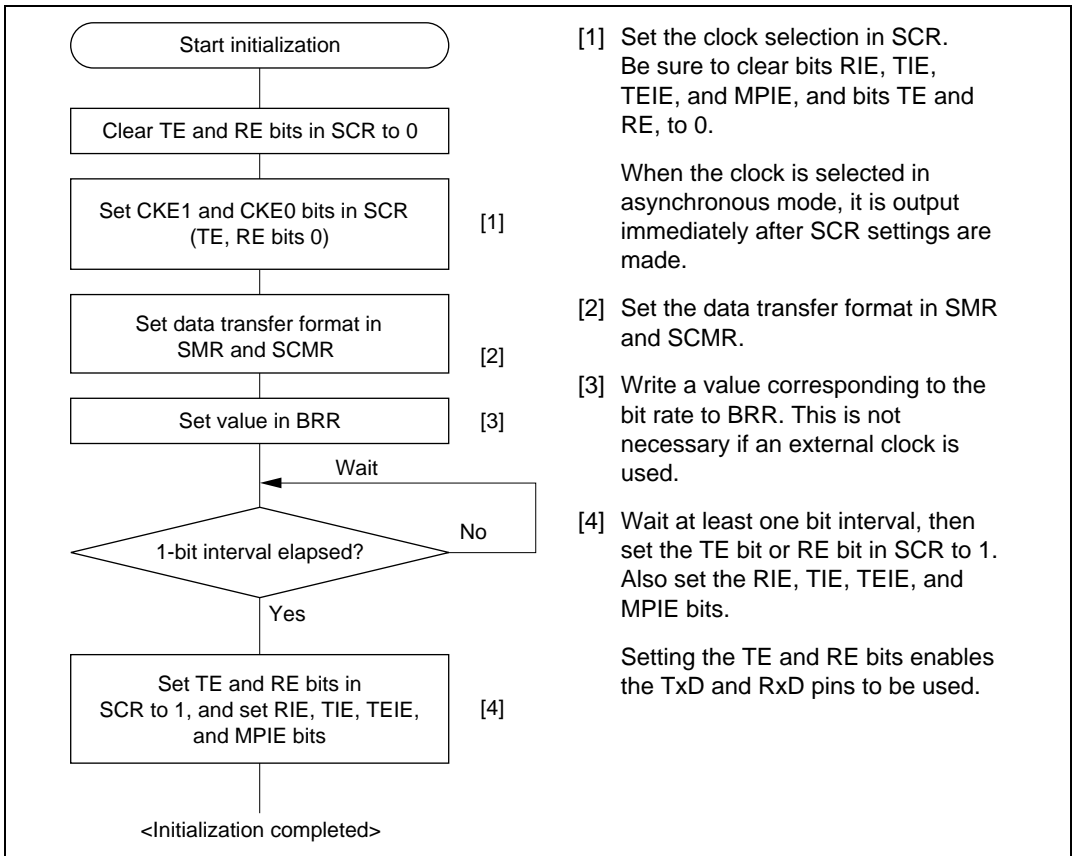 Start initialization
Clear TE and RE bits in SCR to 0
Set CKE1 and CKE0 bits in SCR
(TE, RE bits 0)
[1]
Set data transfer format in
SMR and SCMR
[2]
Set value in BRR
[3]
Wait
1-bit interval elapsed?
No
Yes
Set TE and RE bits in
SCR to 1, and set RIE, TIE, TEIE,
and MPIE bits
[4]
<Initialization completed>
[1] Set the clock selection in SCR.
Be sure to clear bits RIE, TIE,
TEIE, and MPIE, and bits TE and
RE, to 0.
When the clock is selected in
asynchronous mode, it is output
immediately after SCR settings are
made.
[2] Set the data transfer format in SMR
and SCMR.
[3] Write a value corresponding to the
bit rate to BRR. This is not
necessary if an external clock is
used.
[4] Wait at least one bit interval, then
set the TE bit or RE bit in SCR to 1.
Also set the RIE, TIE, TEIE, and
MPIE bits.
Setting the TE and RE bits enables
the TxD and RxD pins to be used.